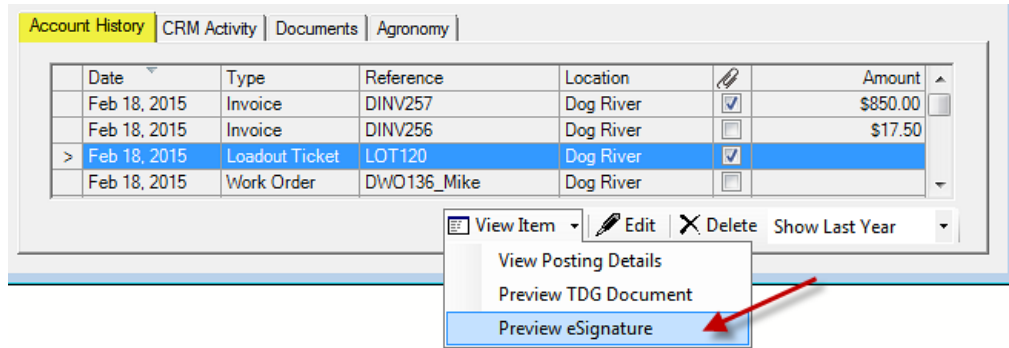 Account History CRM Activity Documents Agronomy
Date Type Reference Location Amount
Feb 18, 2015 Invoice DINV257 Dog River $850.00
Feb 18, 2015 Invoice DINV256 Dog River $17.50
> Feb 18, 2015 Loadout Ticket LOT120 Dog River
Feb 18, 2015 Work Order DWO136_Mike Dog River
View Item Edit Delete Show Last Year
View Posting Details
Preview TDG Document
Preview eSignature